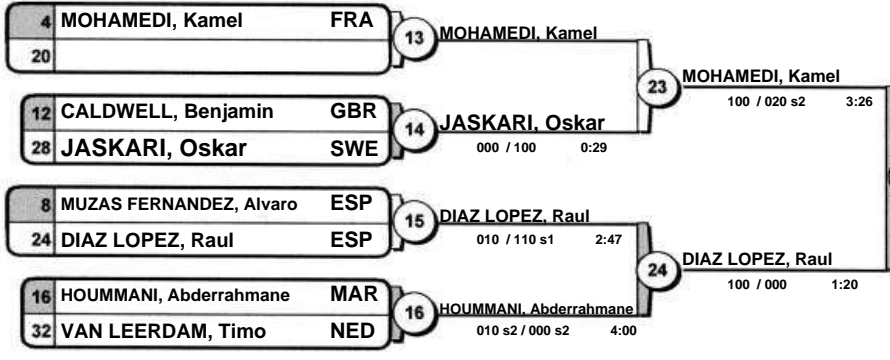 4 MOHAMEDI, Kamel FRA
20
13 MOHAMEDI, Kamel
12 CALDWELL, Benjamin GBR
28 JASKARI, Oskar SWE
14 JASKARI, Oskar
000 / 100 0:29
23 MOHAMEDI, Kamel
100 / 020 s2 3:26
8 MUZAS FERNANDEZ, Alvaro ESP
24 DIAZ LOPEZ, Raul ESP
15 DIAZ LOPEZ, Raul
010 / 110 s1 2:47
16 HOUMMANI, Abderrahmane MAR
32 VAN LEERDAM, Timo NED
16 HOUMMANI, Abderrahmane
010 s2 / 000 s2 4:00
24 DIAZ LOPEZ, Raul
100 / 000 1:20